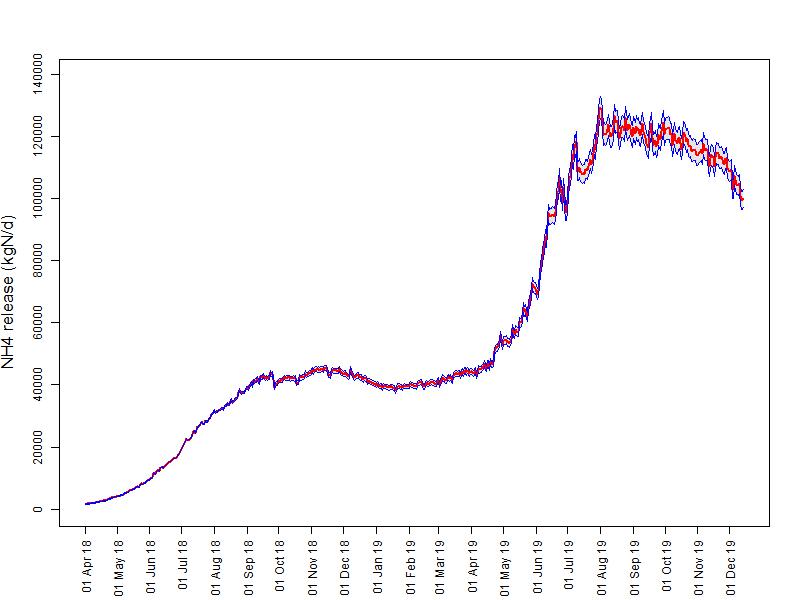 NH4 release (kgN/d)
140000
120000
100000
80000
60000
40000
20000
0
01 Apr 18
01 May 18
01 Jun 18
01 Jul 18
01 Aug 18
01 Sep 18
01 Oct 18
01 Nov 18
01 Dec 18
01 Jan 19
01 Feb 19
01 Mar 19
01 Apr 19
01 May 19
01 Jun 19
01 Jul 19
01 Aug 19
01 Sep 19
01 Oct 19
01 Nov 19
01 Dec 19